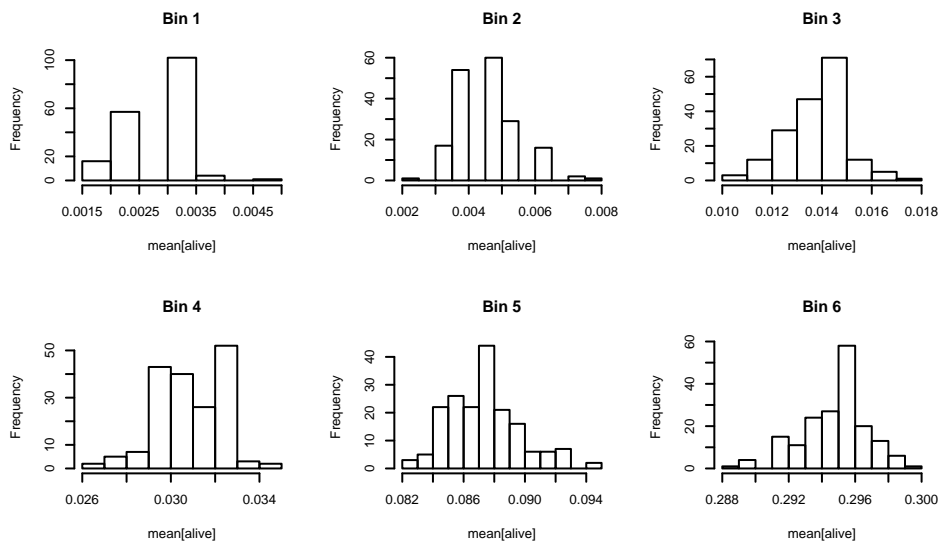 Bin 1
Frequency
0 20 60 100
0.0015 0.0025 0.0035 0.0045
mean[alive]
Bin 2
Frequency
0 20 40 60
0.002 0.004 0.006 0.008
mean[alive]
Bin 3
Frequency
0 20 40 60
0.010 0.012 0.014 0.016 0.018
mean[alive]
Bin 4
Frequency
0 10 30 50
0.026 0.030 0.034
mean[alive]
Bin 5
Frequency
0 10 20 30 40
0.082 0.086 0.090 0.094
mean[alive]
Bin 6
Frequency
0 20 40 60
0.288 0.292 0.296 0.300
mean[alive]